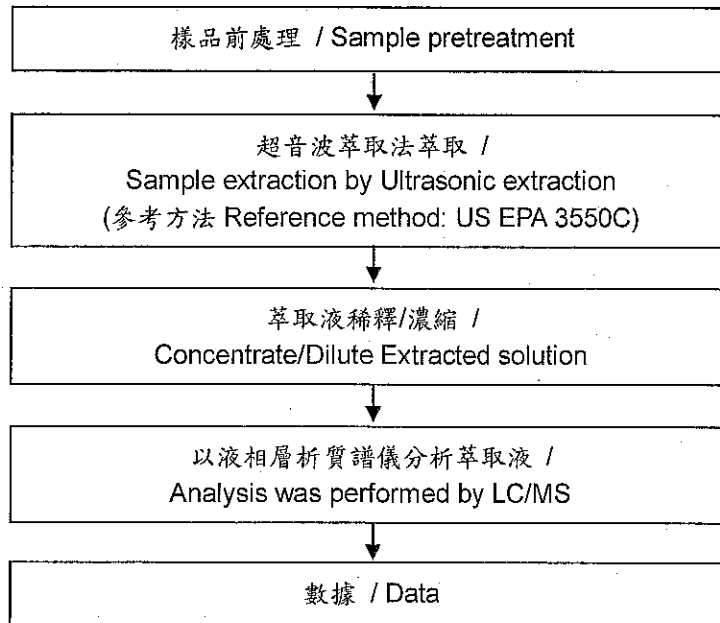 樣品前處理 / Sample pretreatment
超音波萃取法萃取 /
Sample extraction by Ultrasonic extraction
(參考方法 Reference method: US EPA 3550C)
萃取液稀釋/濃縮 /
Concentrate/Dilute Extracted solution
以液相層析質譜儀分析萃取液 /
Analysis was performed by LC/MS
數據 / Data